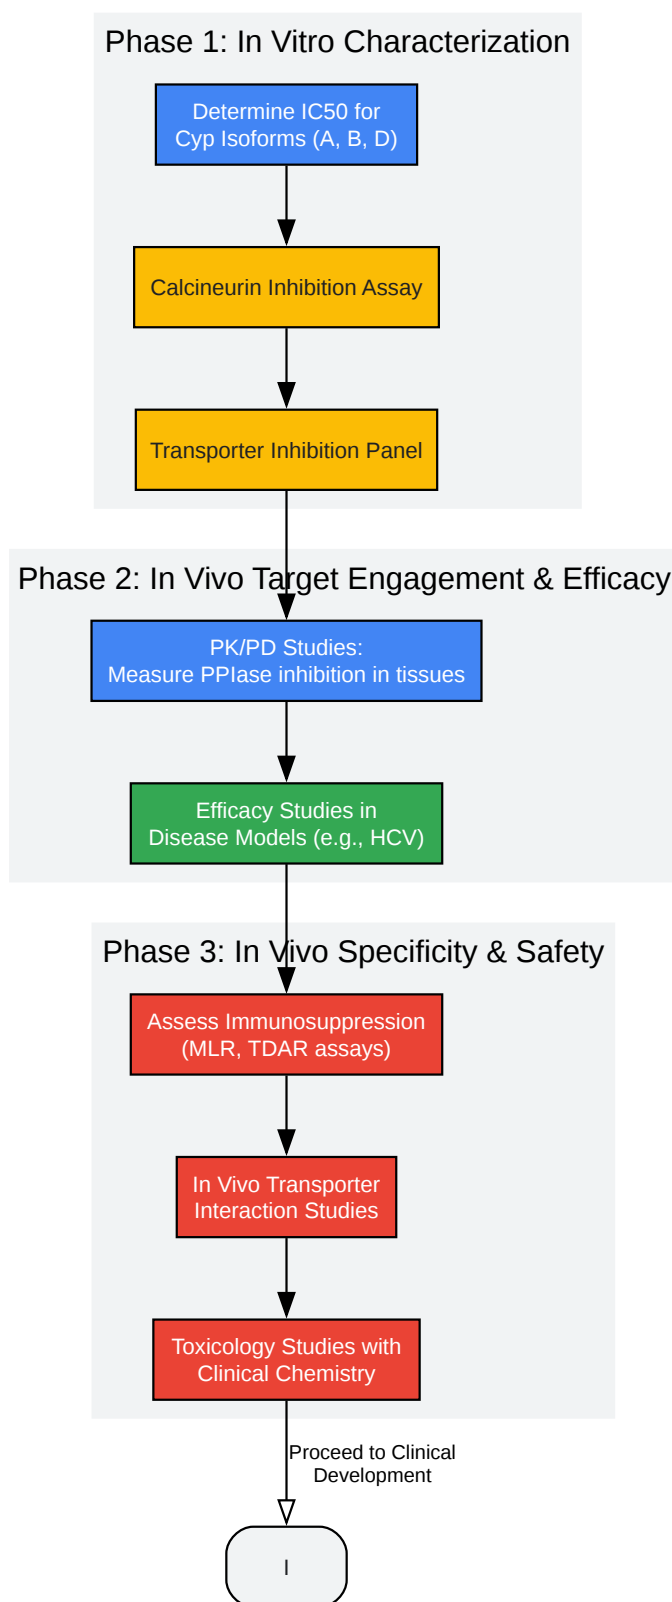 Phase 1: In Vitro Characterization
Determine IC50 for
Cyp Isoforms (A, B, D)
Calcineurin Inhibition Assay
Transporter Inhibition Panel
Phase 2: In Vivo Target Engagement & Efficacy
PK/PD Studies:
Measure PPIase inhibition in tissues
Efficacy Studies in
Disease Models (e.g., HCV)
Phase 3: In Vivo Specificity & Safety
Assess Immunosuppression
(MLR, TDAR assays)
In Vivo Transporter
Interaction Studies
Toxicology Studies with
Clinical Chemistry
Proceed to Clinical
Development
I